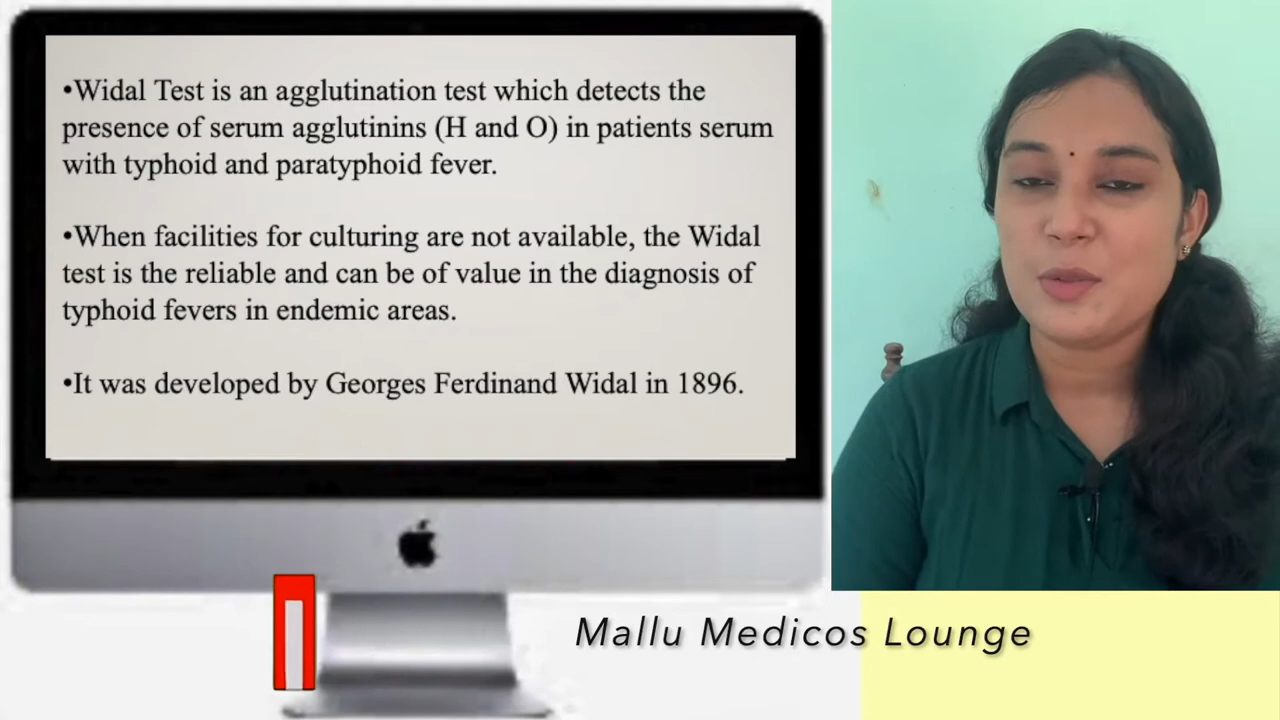 •Widal Test is an agglutination test which detects the
presence of serum agglutinins (H and O) in patients serum
with typhoid and paratyphoid fever.
•When facilities for culturing are not available, the Widal
test is the reliable and can be of value in the diagnosis of
typhoid fevers in endemic areas.
•It was developed by Georges Ferdinand Widal in 1896.
Mallu Medicos Lounge